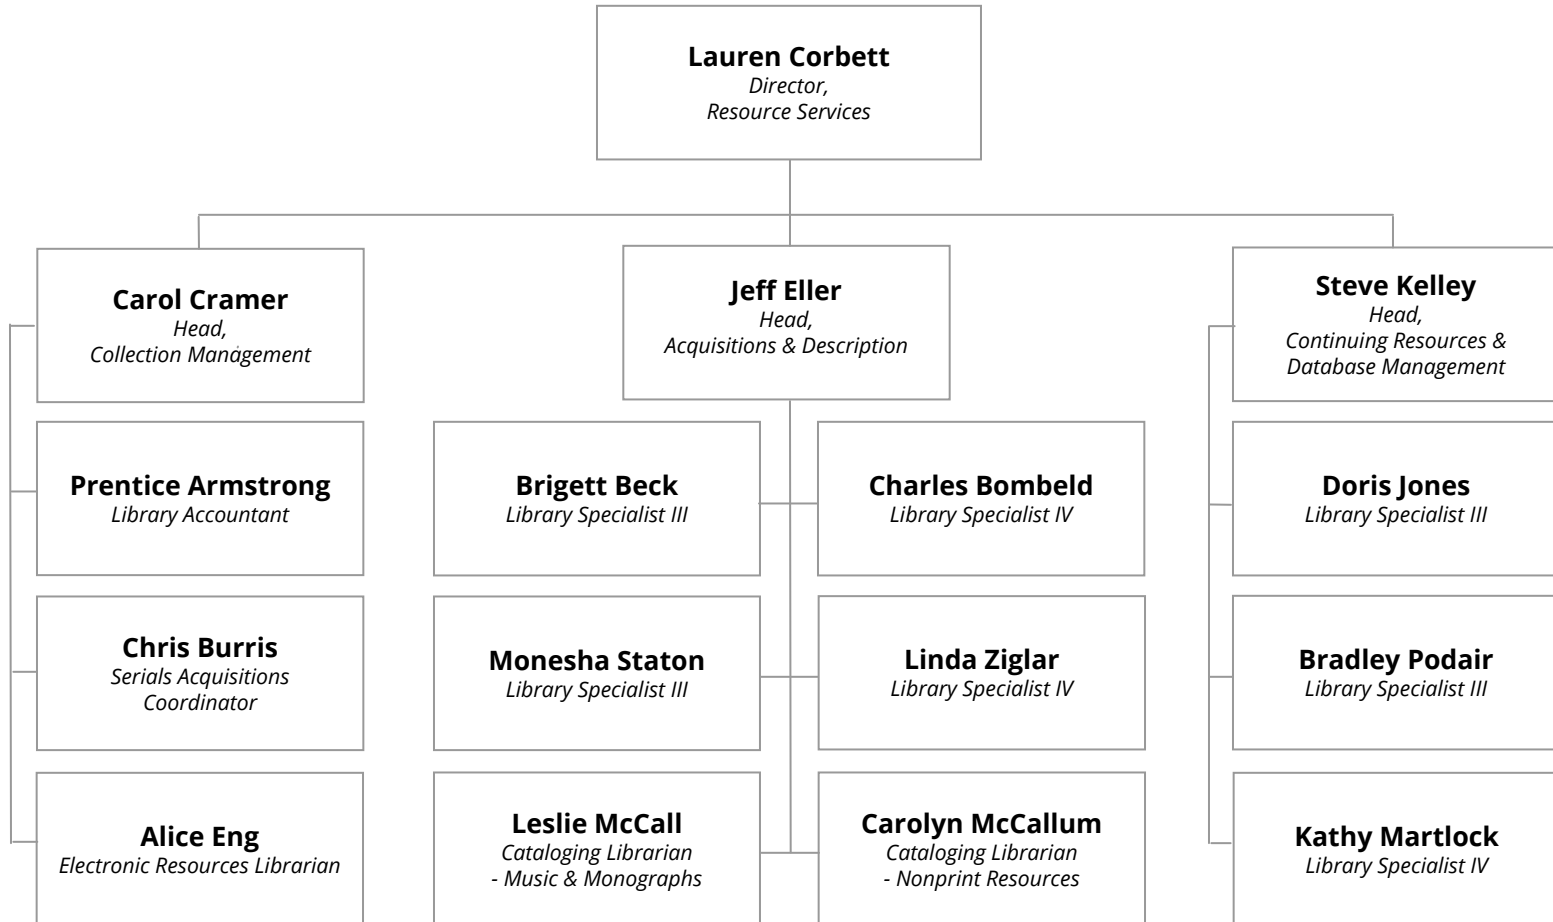 Lauren Corbett
Director,
Resource Services
Carol Cramer
Head,
Collection Management
Jeff Eller
Head,
Acquisitions & Description
Steve Kelley
Head,
Continuing Resources &
Database Management
Prentice Armstrong
Library Accountant
Brigett Beck
Library Specialist III
Charles Bombeld
Library Specialist IV
Doris Jones
Library Specialist III
Chris Burris
Serials Acquisitions
Coordinator
Monesha Staton
Library Specialist III
Linda Ziglar
Library Specialist IV
Bradley Podair
Library Specialist III
Alice Eng
Electronic Resources Librarian
Leslie McCall
Cataloging Librarian
- Music & Monographs
Carolyn McCallum
Cataloging Librarian
- Nonprint Resources
Kathy Martlock
Library Specialist IV